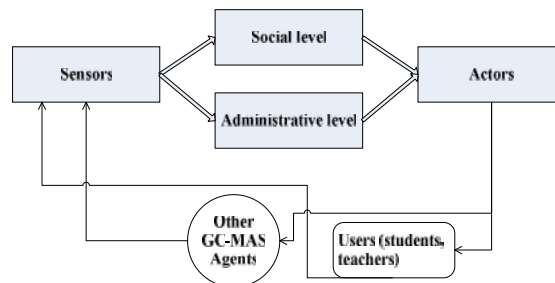 Social level
Sensors
Actors
Administrative level
Other
GC-MAS
Agents
Users (students,
teachers)